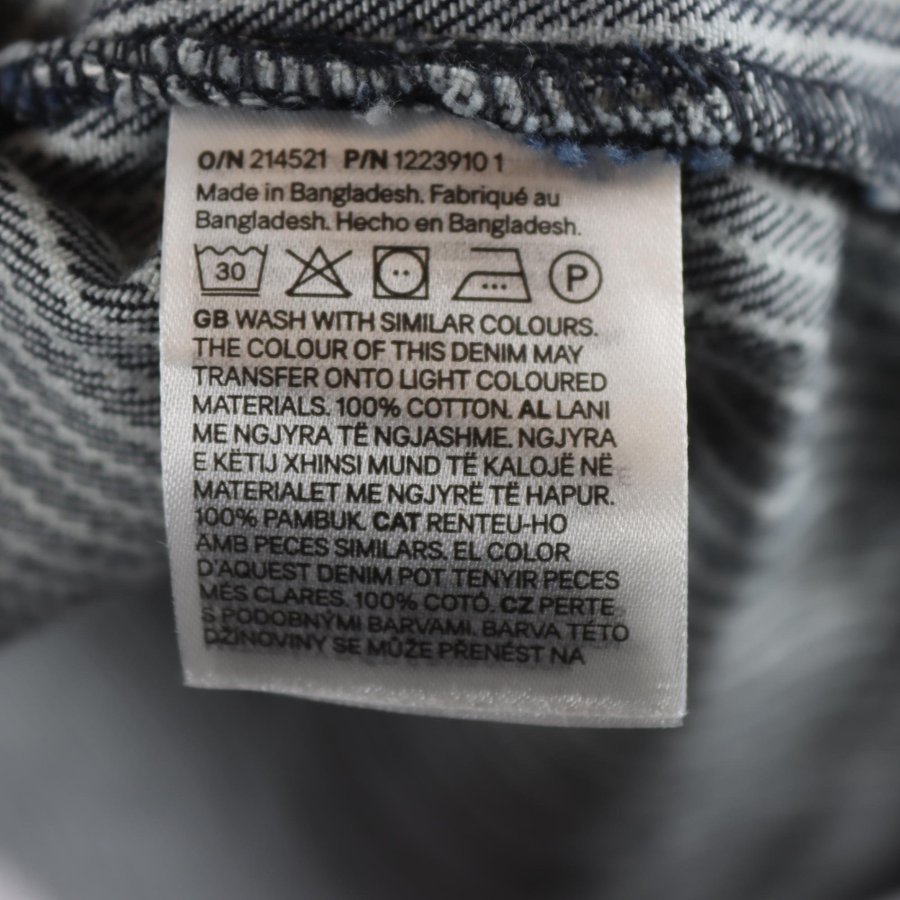 O/N 214521 P/N 1223910 1
Made in Bangladesh. Fabriqué au
Bangladesh. Hecho en Bangladesh.
30 P
GB WASH WITH SIMILAR COLOURS.
THE COLOUR OF THIS DENIM MAY
TRANSFER ONTO LIGHT COLOURED
MATERIALS. 100% COTTON. AL LANI
ME NGJYRA TË NGJASHME. NGJYRA
E KËTIJ XHINSI MUND TË KALOJË NË
MATERIALET ME NGJYRË TË HAPUR.
100% PAMBUK. CAT RENTEU-HO
AMB PECES SIMILARS. EL COLOR
D'AQUEST DENIM POT TENYIR PECES
MÉS CLARES. 100% COTÓ. CZ PERTE
S PODOBNÝMI BARVAMI. BARVA TÉTO
DŽÍNOVINY SE MŮŽE PŘENÉST NA